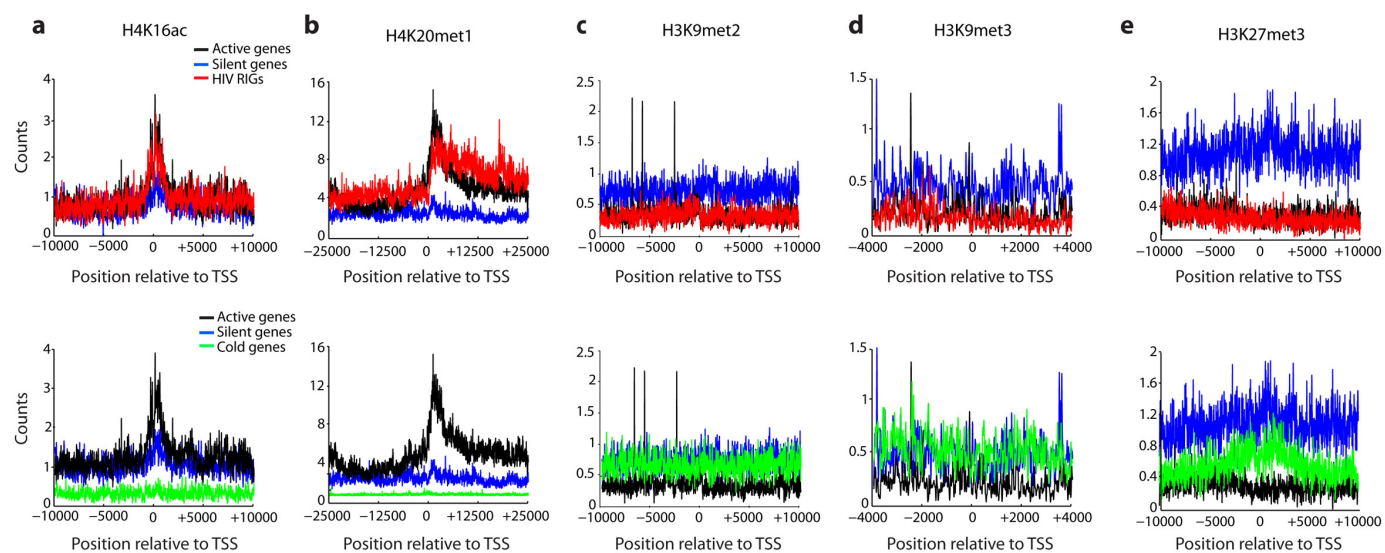 a
H4K16ac
Active genes
Silent genes
HIV RIGs
4
3
2
1
0
Counts
−10000 −5000 0 +5000 +10000
Position relative to TSS
b
H4K20met1
16
12
8
4
0
−25000 −12500 0 +12500 +25000
Position relative to TSS
c
H3K9met2
2.5
2
1.5
1
0.5
0
−10000 −5000 0 +5000 +10000
Position relative to TSS
d
H3K9met3
1.5
1
0.5
0
−4000 −2000 0 +2000 +4000
Position relative to TSS
e
H3K27met3
2
1.6
1.2
0.8
0.4
0
−10000 −5000 0 +5000 +10000
Position relative to TSS
Active genes
Silent genes
Cold genes
4
3
2
1
0
Counts
−10000 −5000 0 +5000 +10000
Position relative to TSS
16
12
8
4
0
−25000 −12500 0 +12500 +25000
Position relative to TSS
2.5
2
1.5
1
0.5
0
−10000 −5000 0 +5000 +10000
Position relative to TSS
1.5
1
0.5
0
−4000 −2000 0 +2000 +4000
Position relative to TSS
2
1.6
1.2
0.8
0.4
0
−10000 −5000 0 +5000 +10000
Position relative to TSS